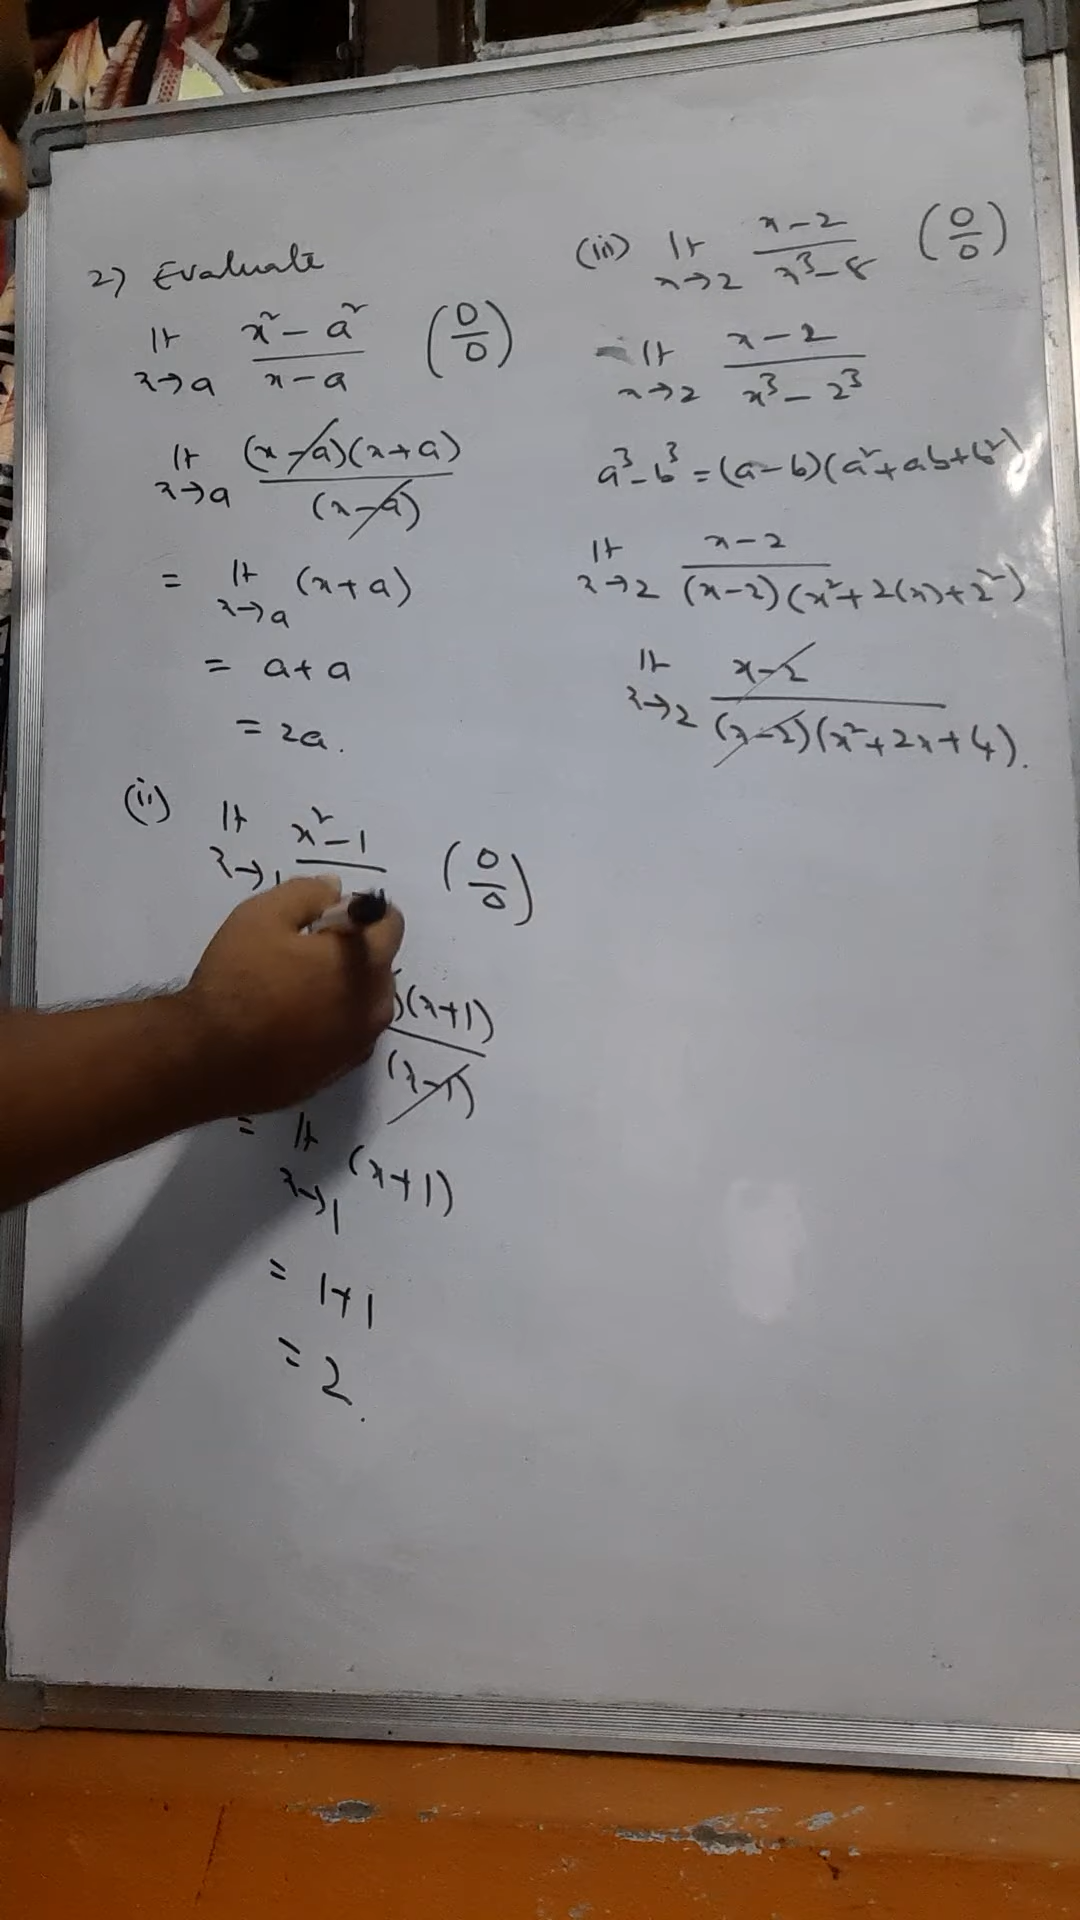 2) Evaluate
lt x→a (x² - a²)/(x - a) (0/0)
lt x→a (x-a)(x+a)/(x-a)
= lt x→a (x+a)
= a+a
= 2a.
(ii) lt x→1 x²-1 (0/0)
)(x+1)/(x-1)
= lt x→1 (x+1)
= 1+1
= 2.
(iii) lt x→2 (x-2)/(x³-8) (0/0)
lt x→2 (x-2)/(x³-2³)
a³-b³ = (a-b)(a²+ab+b²)
lt x→2 (x-2)/((x-2)(x²+2(x)+2²))
lt x→2 (x-2)/((x-2)(x²+2x+4)).